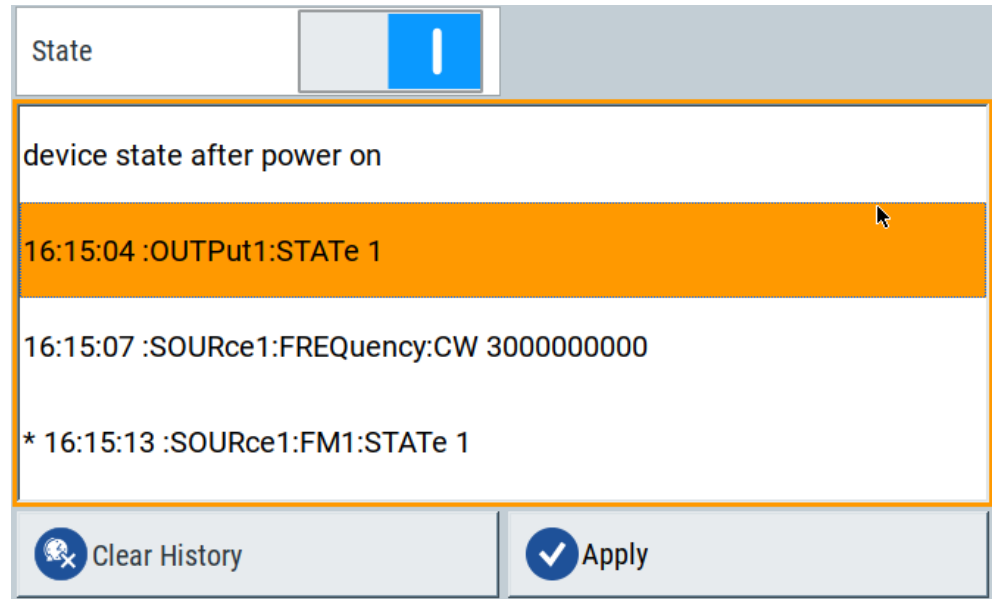 State
device state after power on
16:15:04 :OUTPut1:STATe 1
16:15:07 :SOURce1:FREQuency:CW 3000000000
* 16:15:13 :SOURce1:FM1:STATe 1
Clear History
Apply